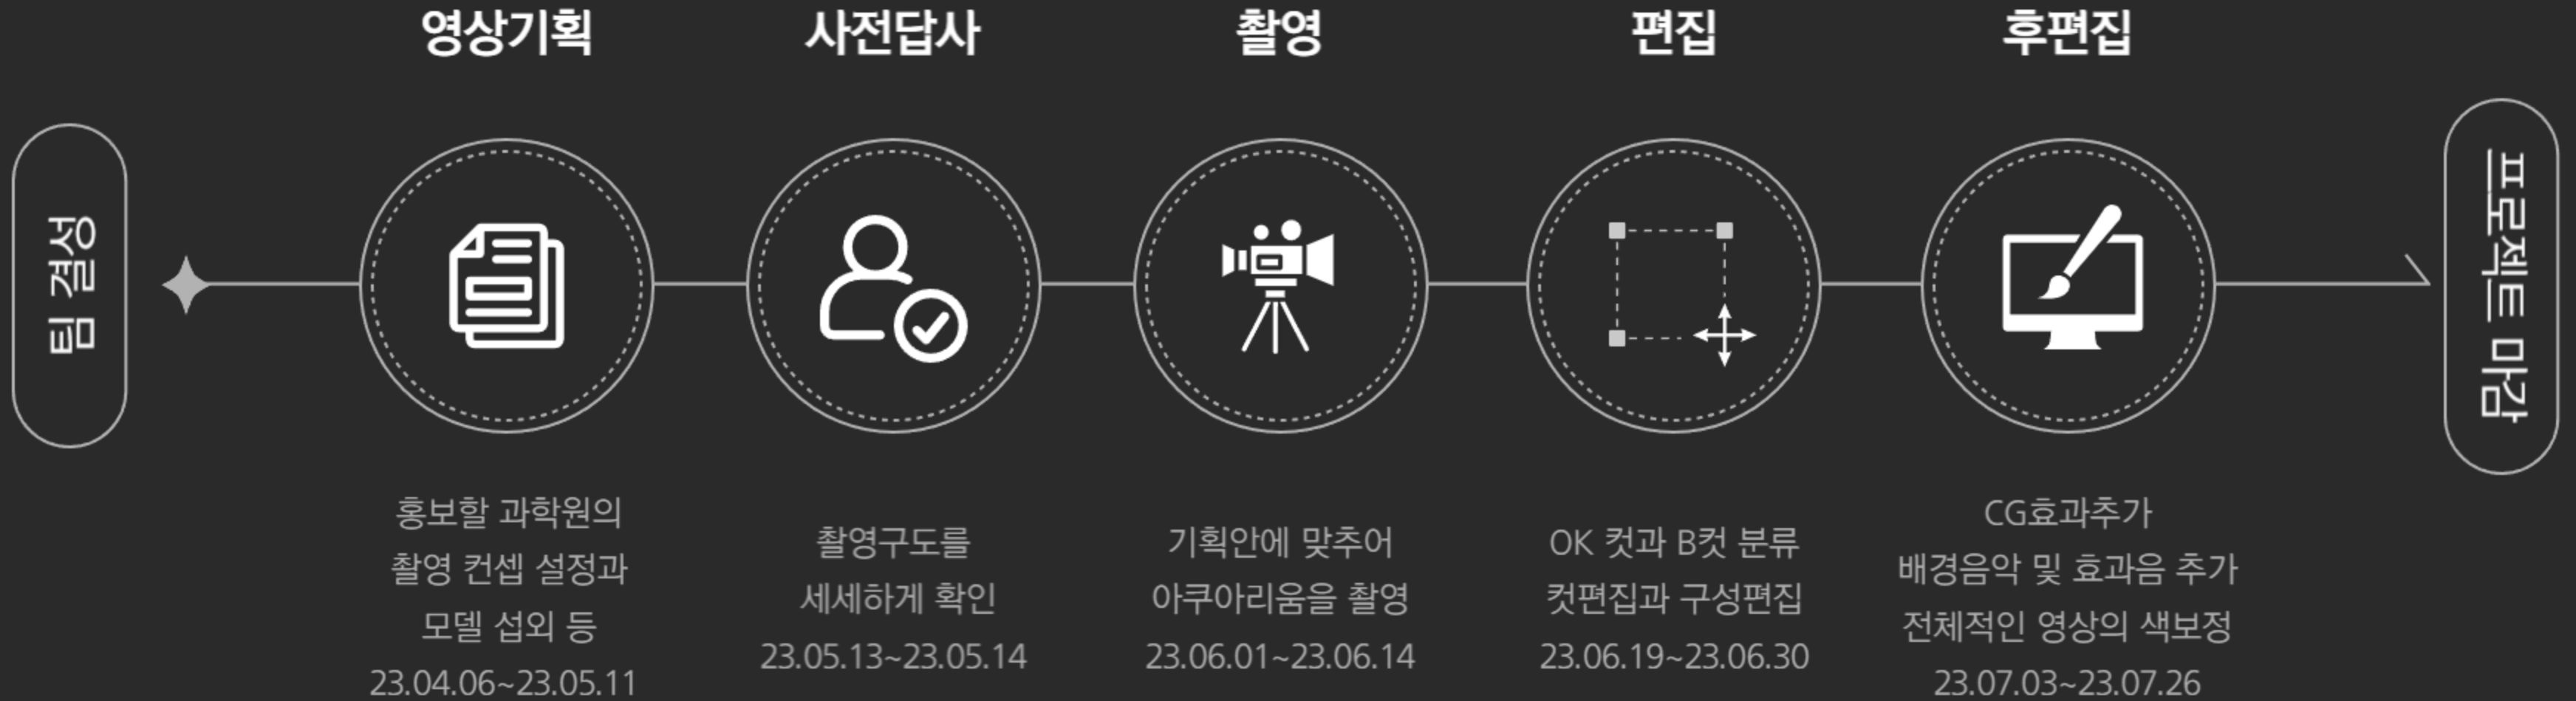 팀 결성
영상기획
홍보할 과학원의
촬영 컨셉 설정과
모델 섭외 등
23.04.06~23.05.11
사전답사
촬영구도를
세세하게 확인
23.05.13~23.05.14
촬영
기획안에 맞추어
아쿠아리움을 촬영
23.06.01~23.06.14
편집
OK 컷과 B컷 분류
컷편집과 구성편집
23.06.19~23.06.30
후편집
CG효과추가
배경음악 및 효과음 추가
전체적인 영상의 색보정
23.07.03~23.07.26
프로젝트 마감